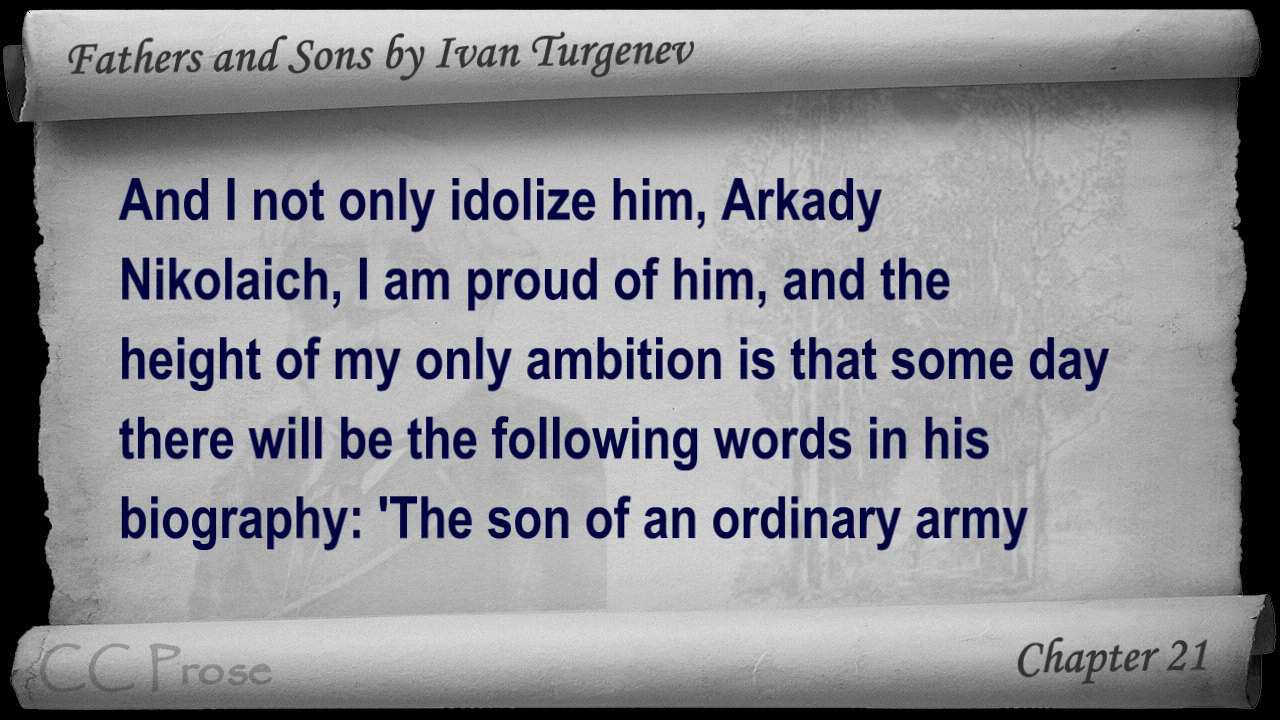 Fathers and Sons by Ivan Turgenev
And I not only idolize him, Arkady
Nikolaich, I am proud of him, and the
height of my only ambition is that some day
there will be the following words in his
biography: 'The son of an ordinary army
CC Prose
Chapter 21